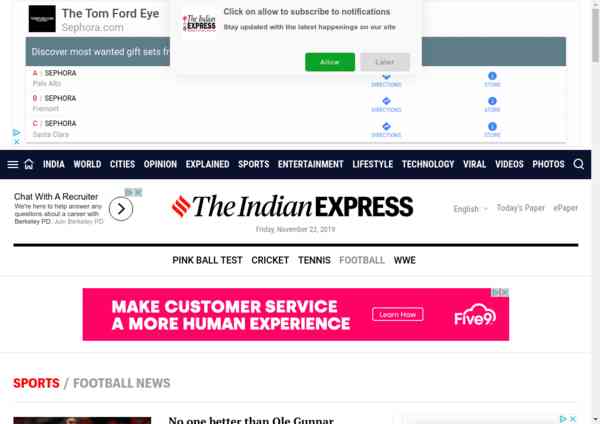 The Tom Ford Eye
Sephora.com
Discover most wanted gift sets fr
Click on allow to subscribe to notifications
Stay updated with the latest happenings on our site
The Indian EXPRESS
Allow
Later
A : SEPHORA
Palo Alto
DIRECTIONS
STORE
B : SEPHORA
Fremont
DIRECTIONS
STORE
C : SEPHORA
Santa Clara
DIRECTIONS
STORE
INDIA WORLD CITIES OPINION EXPLAINED SPORTS ENTERTAINMENT LIFESTYLE TECHNOLOGY VIRAL VIDEOS PHOTOS
Chat With A Recruiter
We're here to help answer any
questions about a career with
Berkeley PD. Join Berkeley PD
The Indian EXPRESS
Friday, November 22, 2019
English
Today's Paper
ePaper
PINK BALL TEST CRICKET TENNIS FOOTBALL WWE
MAKE CUSTOMER SERVICE
A MORE HUMAN EXPERIENCE
Learn How
Five9
SPORTS / FOOTBALL NEWS
No one better than Ole Gunnar